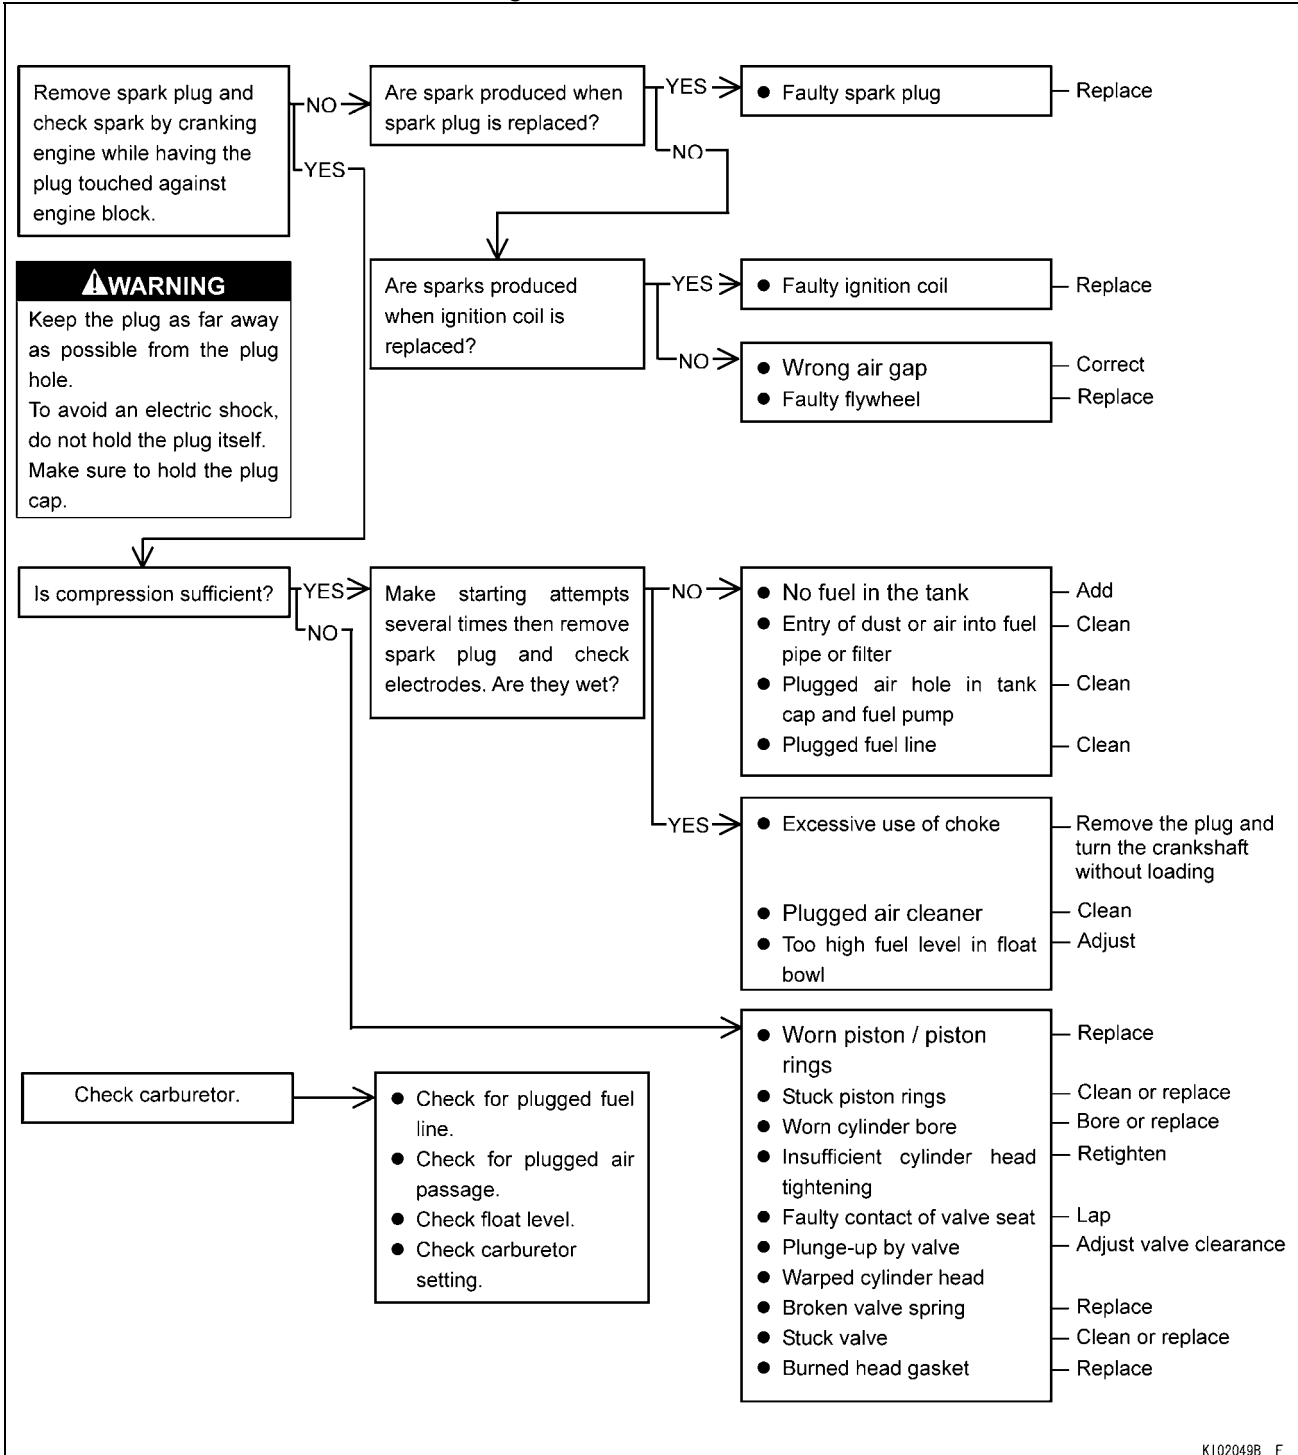 Remove spark plug and
check spark by cranking
engine while having the
plug touched against
engine block.
NO
YES
Are spark produced when
spark plug is replaced?
YES
NO
Faulty spark plug
Replace
WARNING
Keep the plug as far away
as possible from the plug
hole.
To avoid an electric shock,
do not hold the plug itself.
Make sure to hold the plug
cap.
Are sparks produced
when ignition coil is
replaced?
YES
NO
Faulty ignition coil
Replace
Wrong air gap
Correct
Faulty flywheel
Replace
Is compression sufficient?
YES
NO
Make starting attempts
several times then remove
spark plug and check
electrodes. Are they wet?
NO
YES
No fuel in the tank
Add
Entry of dust or air into fuel
pipe or filter
Clean
Plugged air hole in tank
cap and fuel pump
Clean
Plugged fuel line
Clean
Excessive use of choke
Remove the plug and
turn the crankshaft
without loading
Plugged air cleaner
Clean
Too high fuel level in float
bowl
Adjust
Worn piston / piston
rings
Replace
Stuck piston rings
Clean or replace
Worn cylinder bore
Bore or replace
Insufficient cylinder head
tightening
Retighten
Faulty contact of valve seat
Lap
Plunge-up by valve
Adjust valve clearance
Warped cylinder head
Broken valve spring
Replace
Stuck valve
Clean or replace
Burned head gasket
Replace
Check carburetor.
Check for plugged fuel
line.
Check for plugged air
passage.
Check float level.
Check carburetor
setting.
KI02049B E